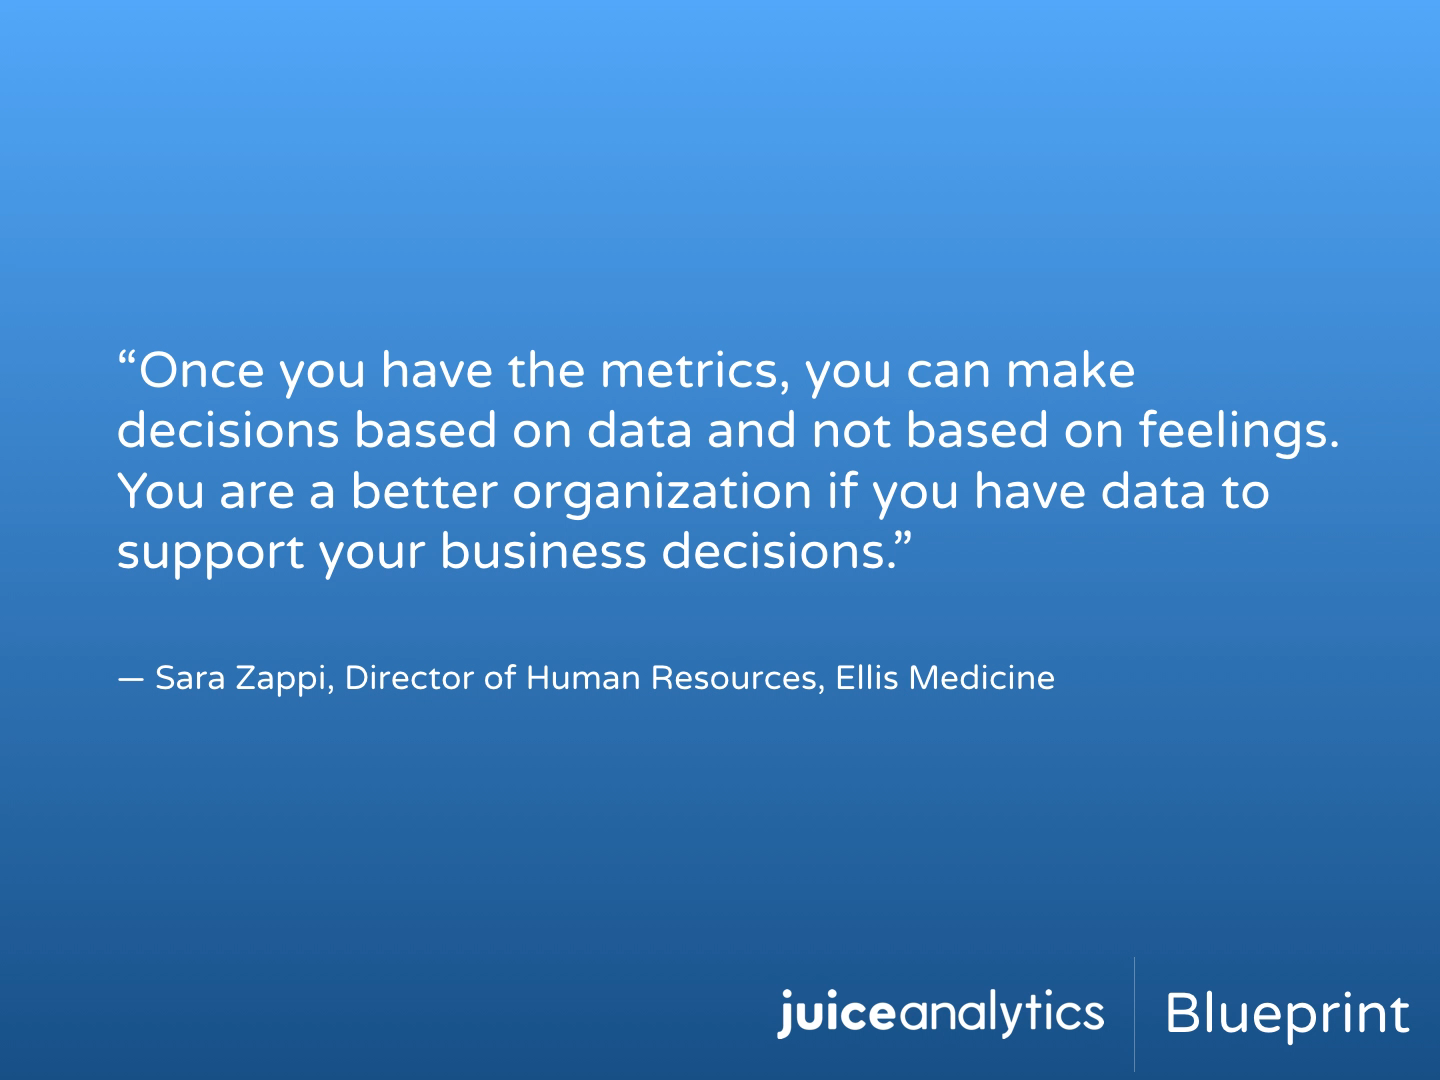 “Once you have the metrics, you can make
decisions based on data and not based on feelings.
You are a better organization if you have data to
support your business decisions.”
— Sara Zappi, Director of Human Resources, Ellis Medicine
juiceanalytics Blueprint